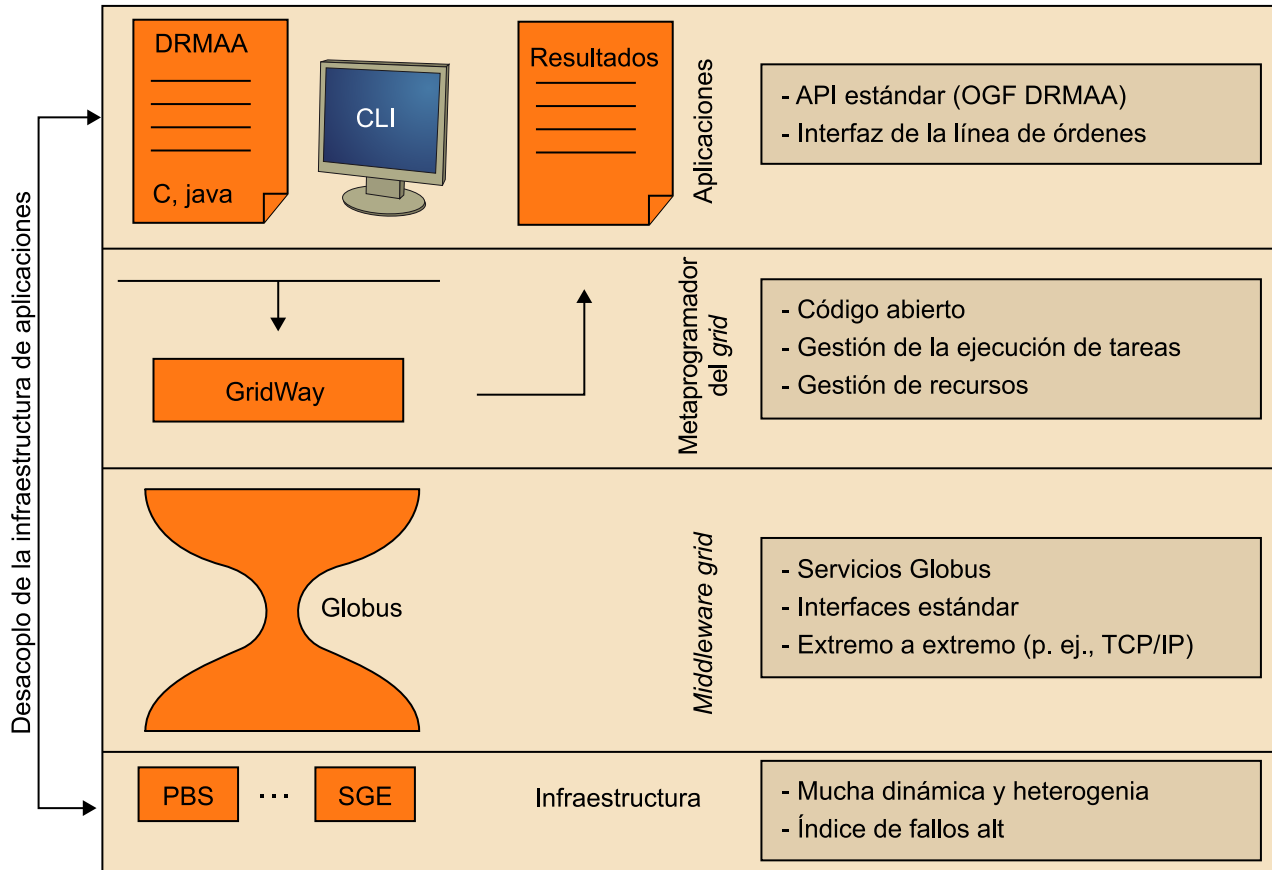 Desacoplo de la infraestructura de aplicaciones
DRMAA
C, java
CLI
Resultados
Aplicaciones
- API estándar (OGF DRMAA)
- Interfaz de la línea de órdenes
GridWay
Metaprogramador
del grid
- Código abierto
- Gestión de la ejecución de tareas
- Gestión de recursos
Globus
Middleware grid
- Servicios Globus
- Interfaces estándar
- Extremo a extremo (p. ej., TCP/IP)
PBS ... SGE
Infraestructura
- Mucha dinámica y heterogenia
- Índice de fallos alt